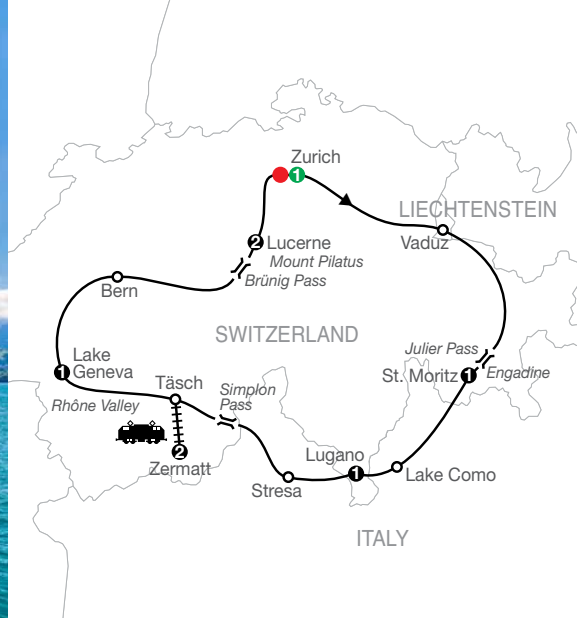 Zurich
1
LIECHTENSTEIN
Vaduz
2
Lucerne
Mount Pilatus
Brünig Pass
Bern
SWITZERLAND
Julier Pass
Engadine
St. Moritz
1
Lake
Geneva
1
Rhône Valley
Täsch
Simplon
Pass
2
Zermatt
Lugano
1
Lake Como
Stresa
ITALY